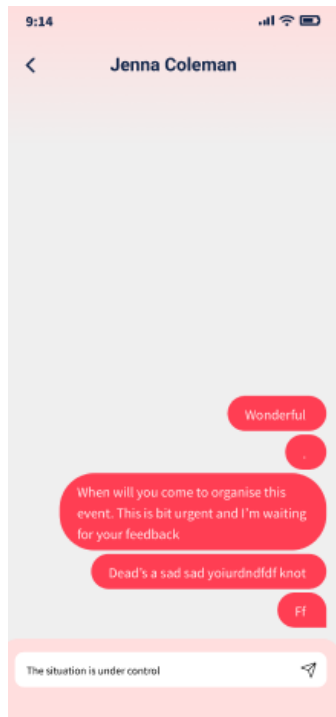 9:14
Jenna Coleman
Wonderful
.
When will you come to organise this
event. This is bit urgent and I'm waiting
for your feedback
Dead's a sad sad yoiurdndfdf knot
Ff
The situation is under control